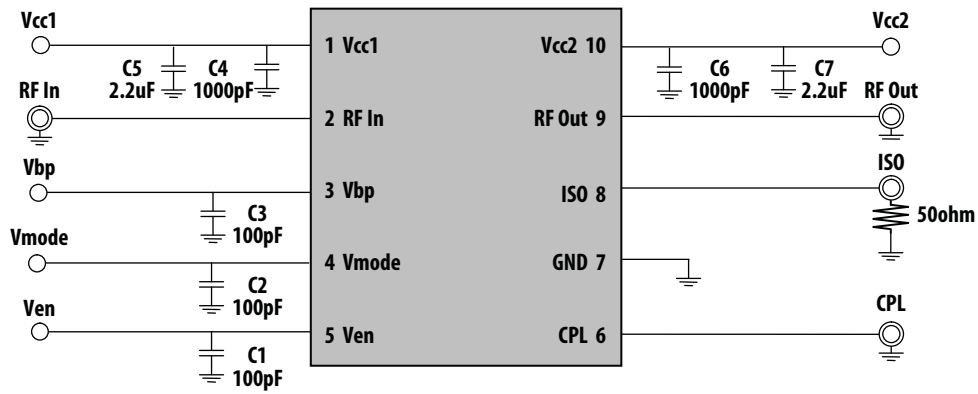 Vcc1
1 Vcc1
Vcc2 10
Vcc2
C5
2.2uF
C4
1000pF
C6
1000pF
C7
2.2uF
RF In
2 RF In
RF Out 9
RF Out
Vbp
3 Vbp
ISO 8
ISO
50ohm
C3
100pF
Vmode
4 Vmode
GND 7
C2
100pF
Ven
5 Ven
CPL 6
CPL
C1
100pF